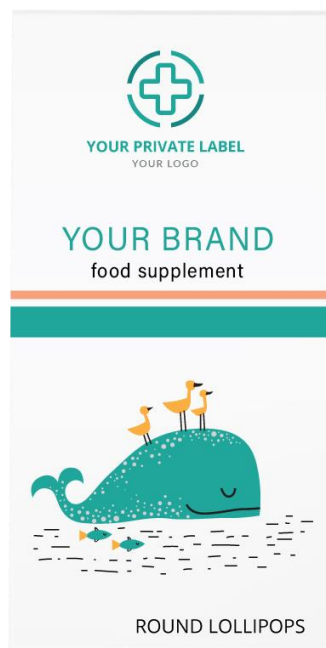 YOUR PRIVATE LABEL
YOUR LOGO
YOUR BRAND
food supplement
ROUND LOLLIPOPS